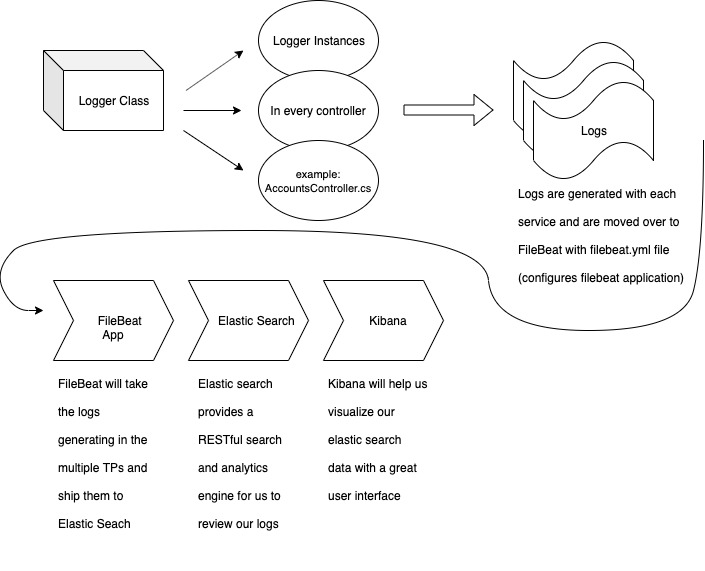 Logger Class
Logger Instances
In every controller
example:
AccountsController.cs
Logs
Logs are generated with each
service and are moved over to
FileBeat with filebeat.yml file
(configures filebeat application)
FileBeat
App
Elastic Search
Kibana
FileBeat will take
the logs
generating in the
multiple TPs and
ship them to
Elastic Seach
Elastic search
provides a
RESTful search
and analytics
engine for us to
review our logs
Kibana will help us
visualize our
elastic search
data with a great
user interface